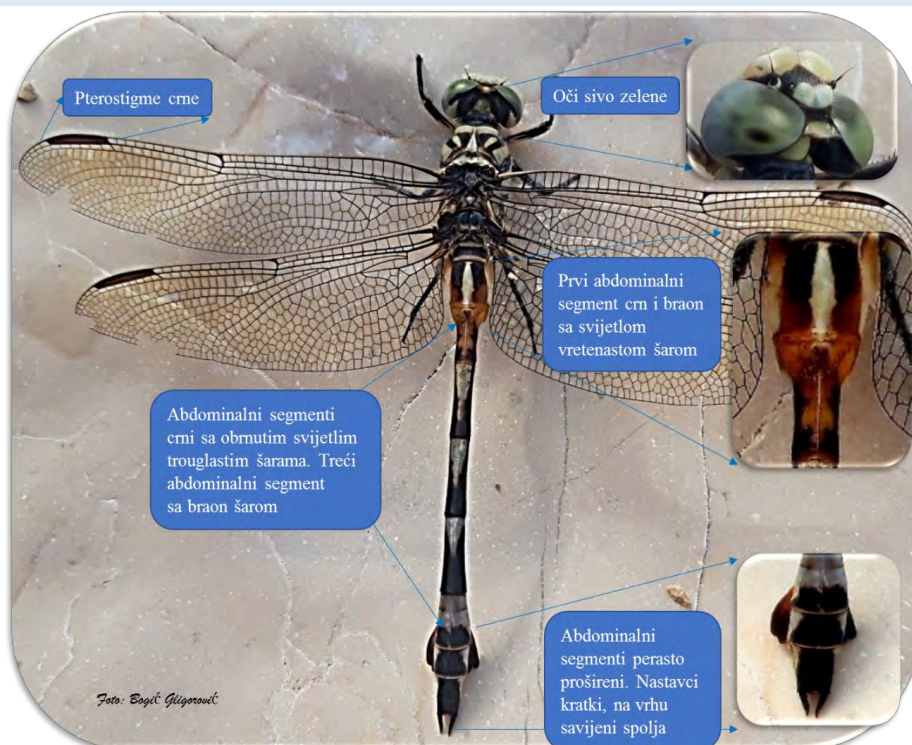 Pterostigme crne
Oči sivo zelene
Prvi abdominalni
segment crn i braon
sa svijetlom
vretenastom šarom
Abdominalni segmenti
crni sa obrnutim svijetlim
trouglastim šarama. Treći
abdominalni segment
sa braon šarom
Abdominalni
segmenti perasto
prošireni. Nastavci
kratki, na vrhu
savijeni spolja
Foto: Bogić Gligorović